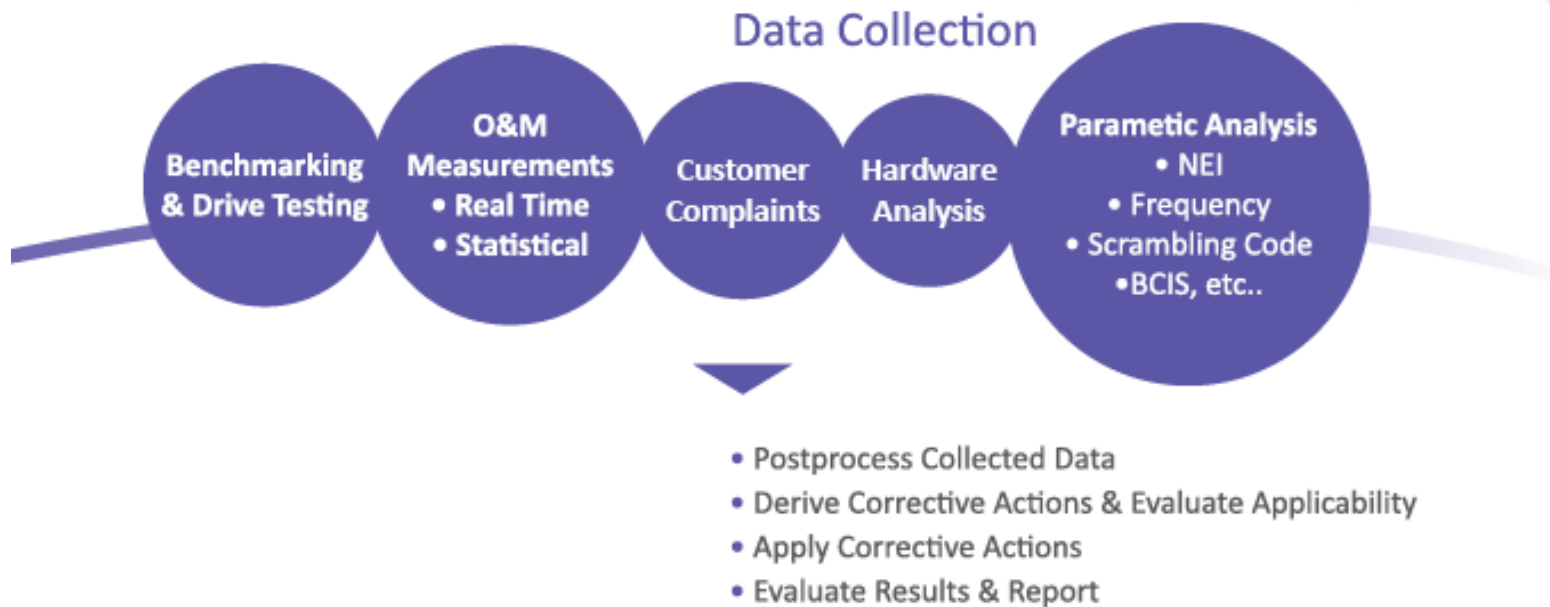 Data Collection
Benchmarking
& Drive Testing
O&M
Measurements
• Real Time
• Statistical
Customer
Complaints
Hardware
Analysis
Parametic Analysis
• NEI
• Frequency
• Scrambling Code
•BCIS, etc..
• Postprocess Collected Data
• Derive Corrective Actions & Evaluate Applicability
• Apply Corrective Actions
• Evaluate Results & Report